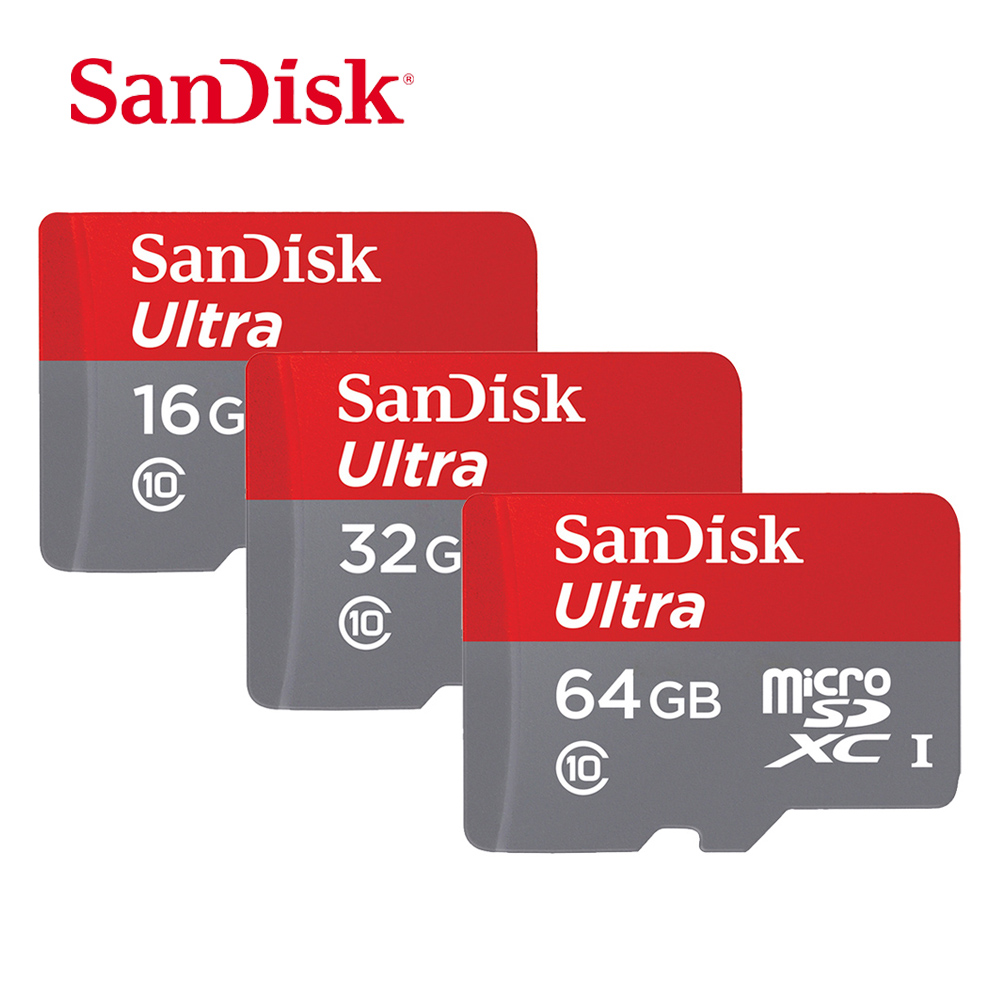 SanDisk®
SanDisk
Ultra
16 G
10
SanDisk
Ultra
32 G
10
SanDisk
Ultra
64 GB
micro
SD
XC I
10